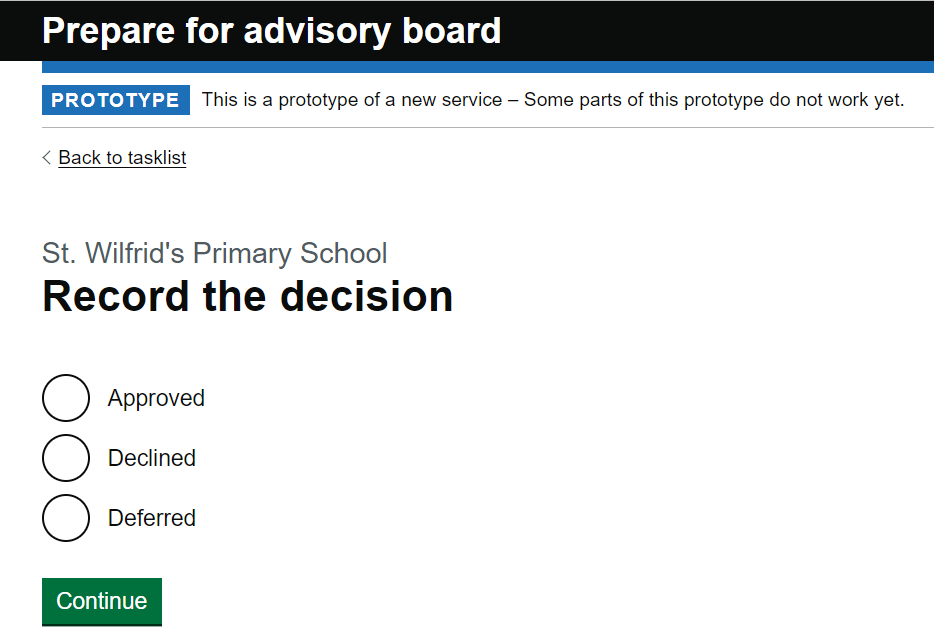 Prepare for advisory board
PROTOTYPE This is a prototype of a new service – Some parts of this prototype do not work yet.
Back to tasklist
St. Wilfrid's Primary School
Record the decision
Approved
Declined
Deferred
Continue